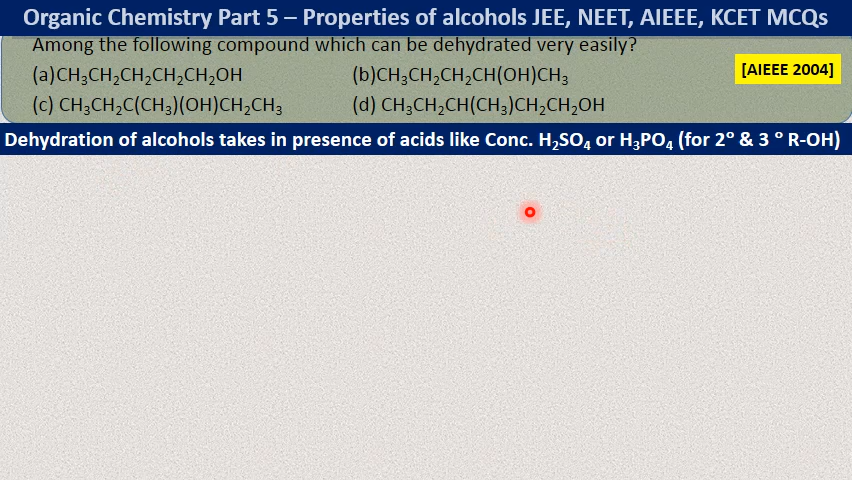 Organic Chemistry Part 5 – Properties of alcohols JEE, NEET, AIEEE, KCET MCQs
Among the following compound which can be dehydrated very easily?
(a)CH₃CH₂CH₂CH₂CH₂OH (b)CH₃CH₂CH₂CH(OH)CH₃ [AIEEE 2004]
(c) CH₃CH₂C(CH₃)(OH)CH₂CH₃ (d) CH₃CH₂CH(CH₃)CH₂CH₂OH
Dehydration of alcohols takes in presence of acids like Conc. H₂SO₄ or H₃PO₄ (for 2° & 3 ° R-OH)